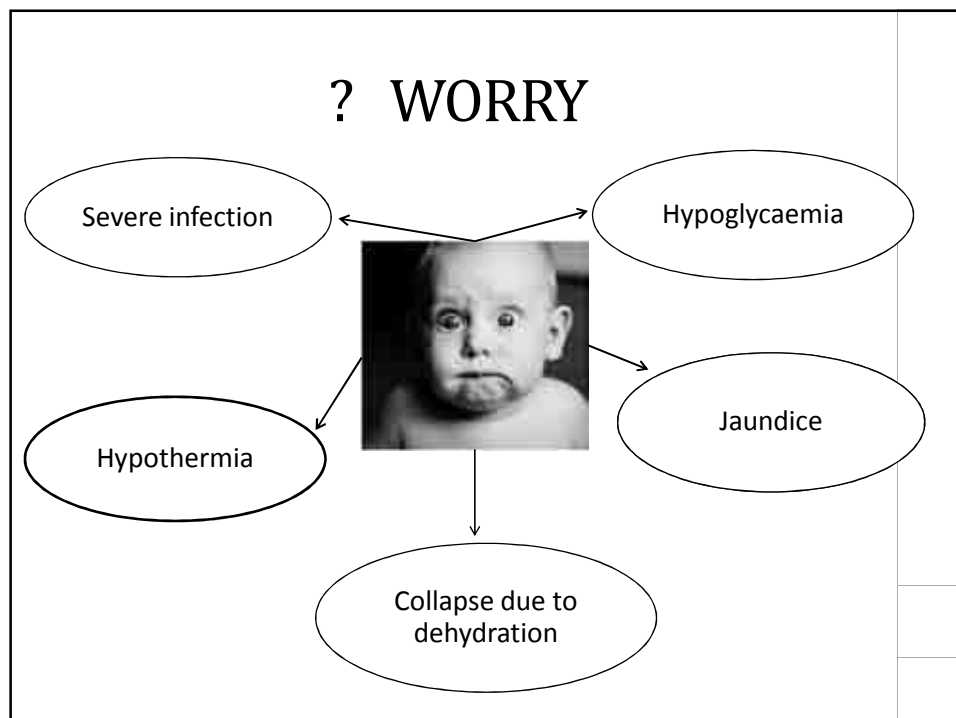 ? WORRY
Severe infection
Hypoglycaemia
Hypothermia
Jaundice
Collapse due to
dehydration